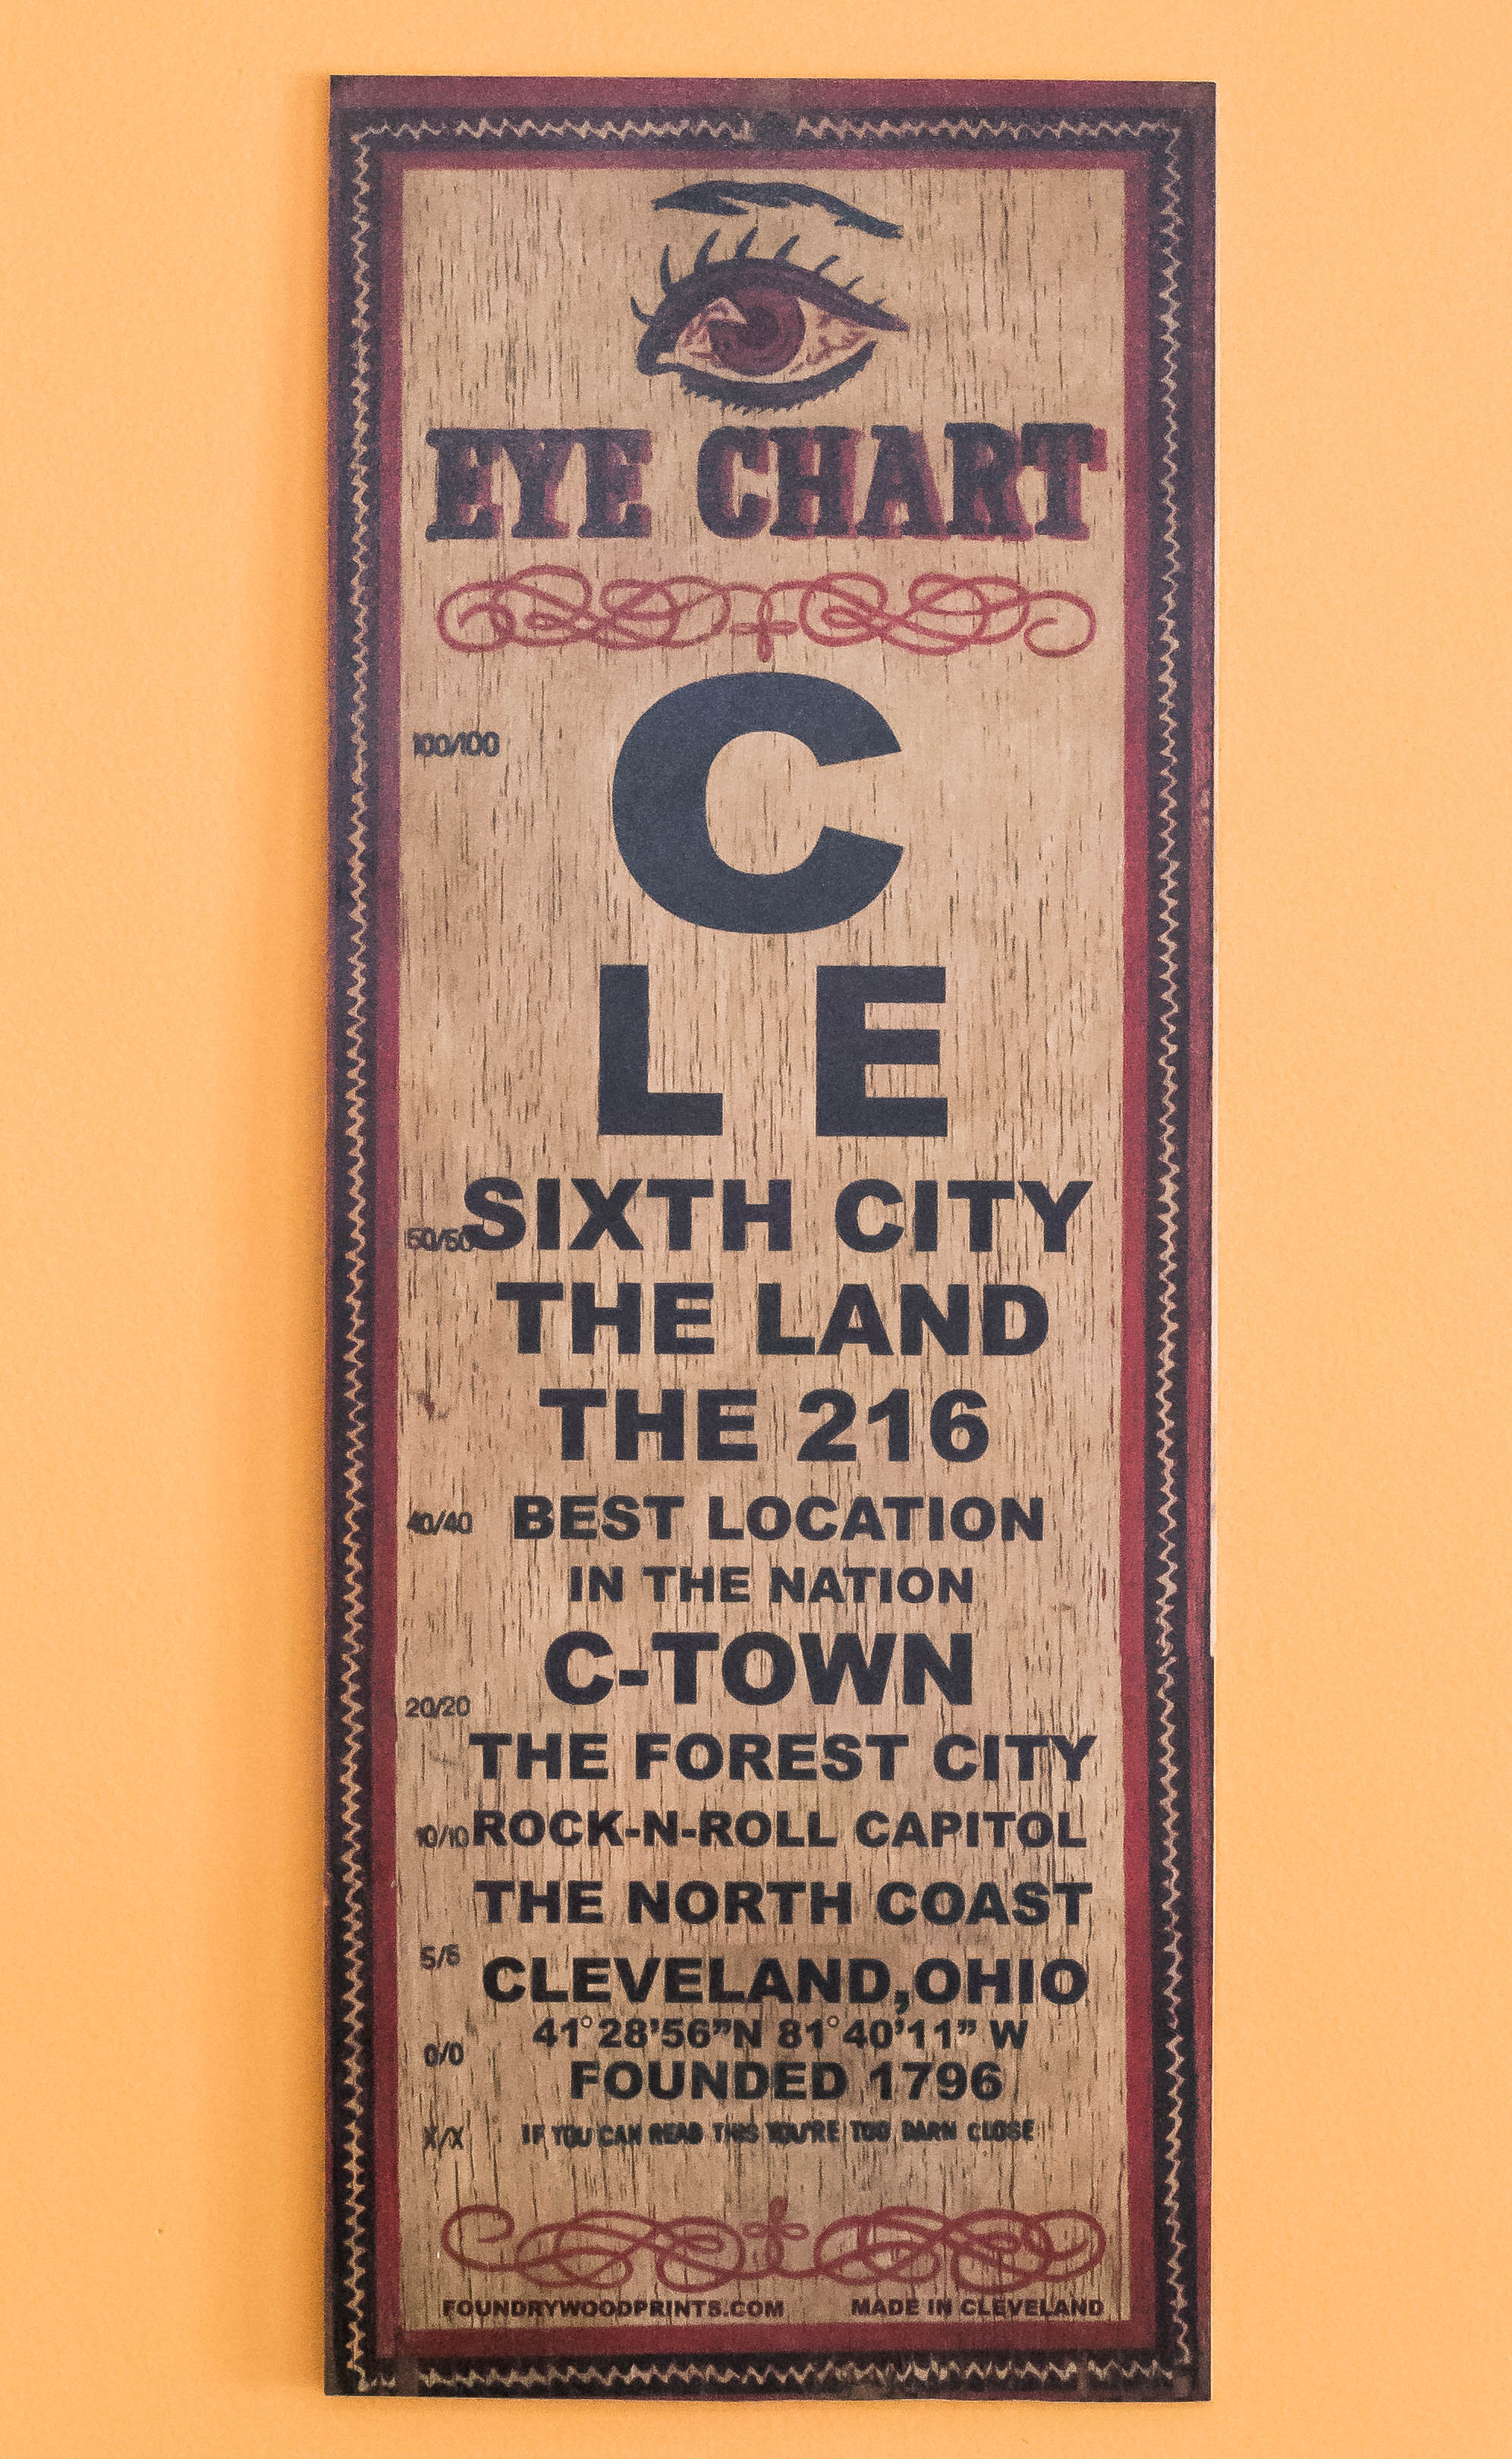 EYE CHART
100/100
C
L E
50/50 SIXTH CITY
THE LAND
THE 216
40/40 BEST LOCATION
IN THE NATION
C-TOWN
20/20
THE FOREST CITY
10/10 ROCK-N-ROLL CAPITOL
THE NORTH COAST
5/5
CLEVELAND,OHIO
41°28'56”N 81°40'11” W
0/0
FOUNDED 1796
X/X IF YOU CAN READ THIS YOU'RE TOO DARN CLOSE
FOUNDRYWOODPRINTS.COM MADE IN CLEVELAND